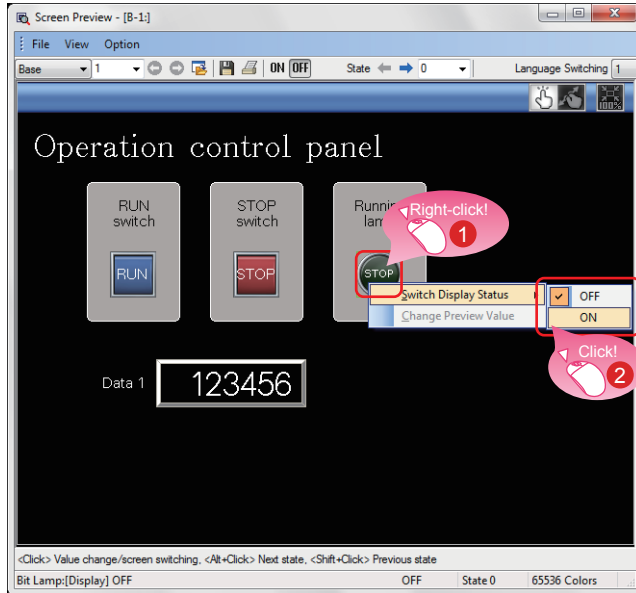 Screen Preview - [B-1:]
File View Option
Base 1 ON OFF State 0 Language Switching 1
100%
Operation control panel
RUN
switch
STOP
switch
Running
lam
RUN
STOP
STOP
Right-click!
1
Switch Display Status
Change Preview Value
OFF
ON
Click!
2
Data 1 123456
<Click> Value change/screen switching, <Alt+Click> Next state, <Shift+Click> Previous state
Bit Lamp:[Display] OFF OFF State 0 65536 Colors